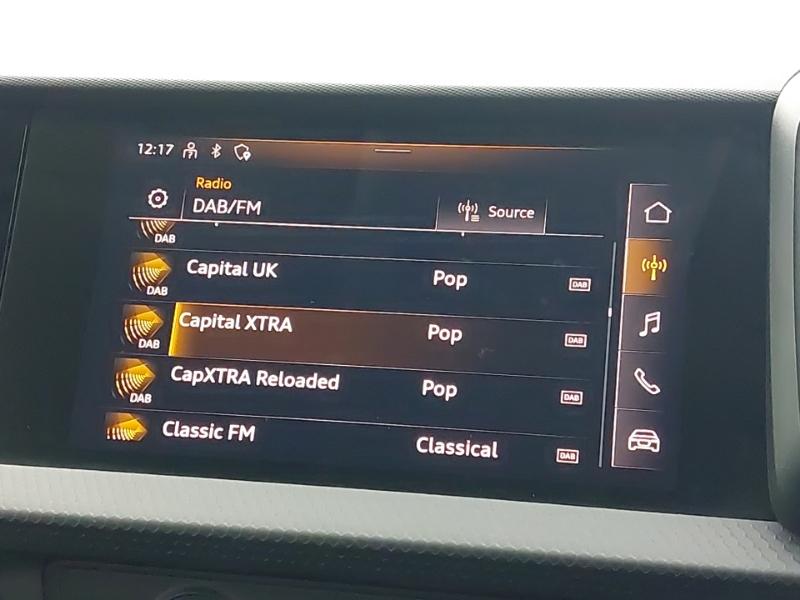 12:17
Radio
DAB/FM
Source
DAB
Capital UK Pop DAB
DAB
Capital XTRA Pop DAB
DAB
CapXTRA Reloaded Pop DAB
DAB
Classic FM Classical DAB